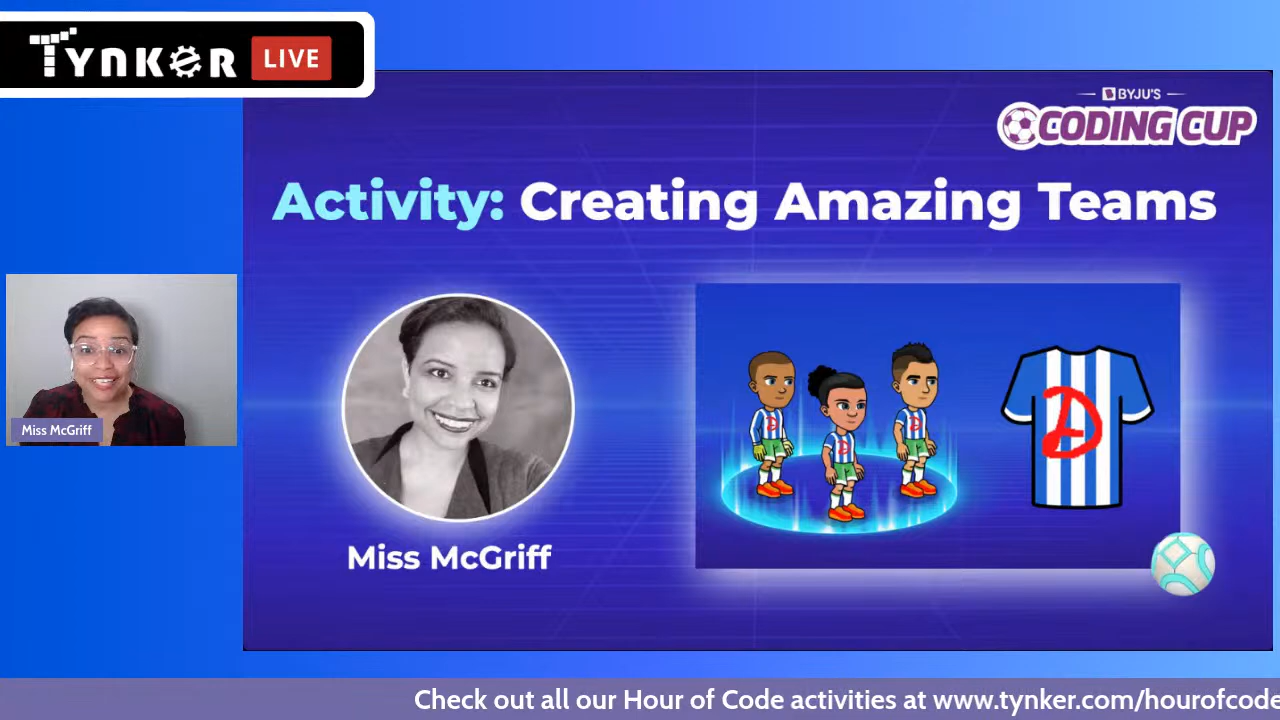 TYNKER LIVE
BYJU'S
CODING CUP
Activity: Creating Amazing Teams
D
Miss McGriff
Miss McGriff
Check out all our Hour of Code activities at www.tynker.com/hourofcode